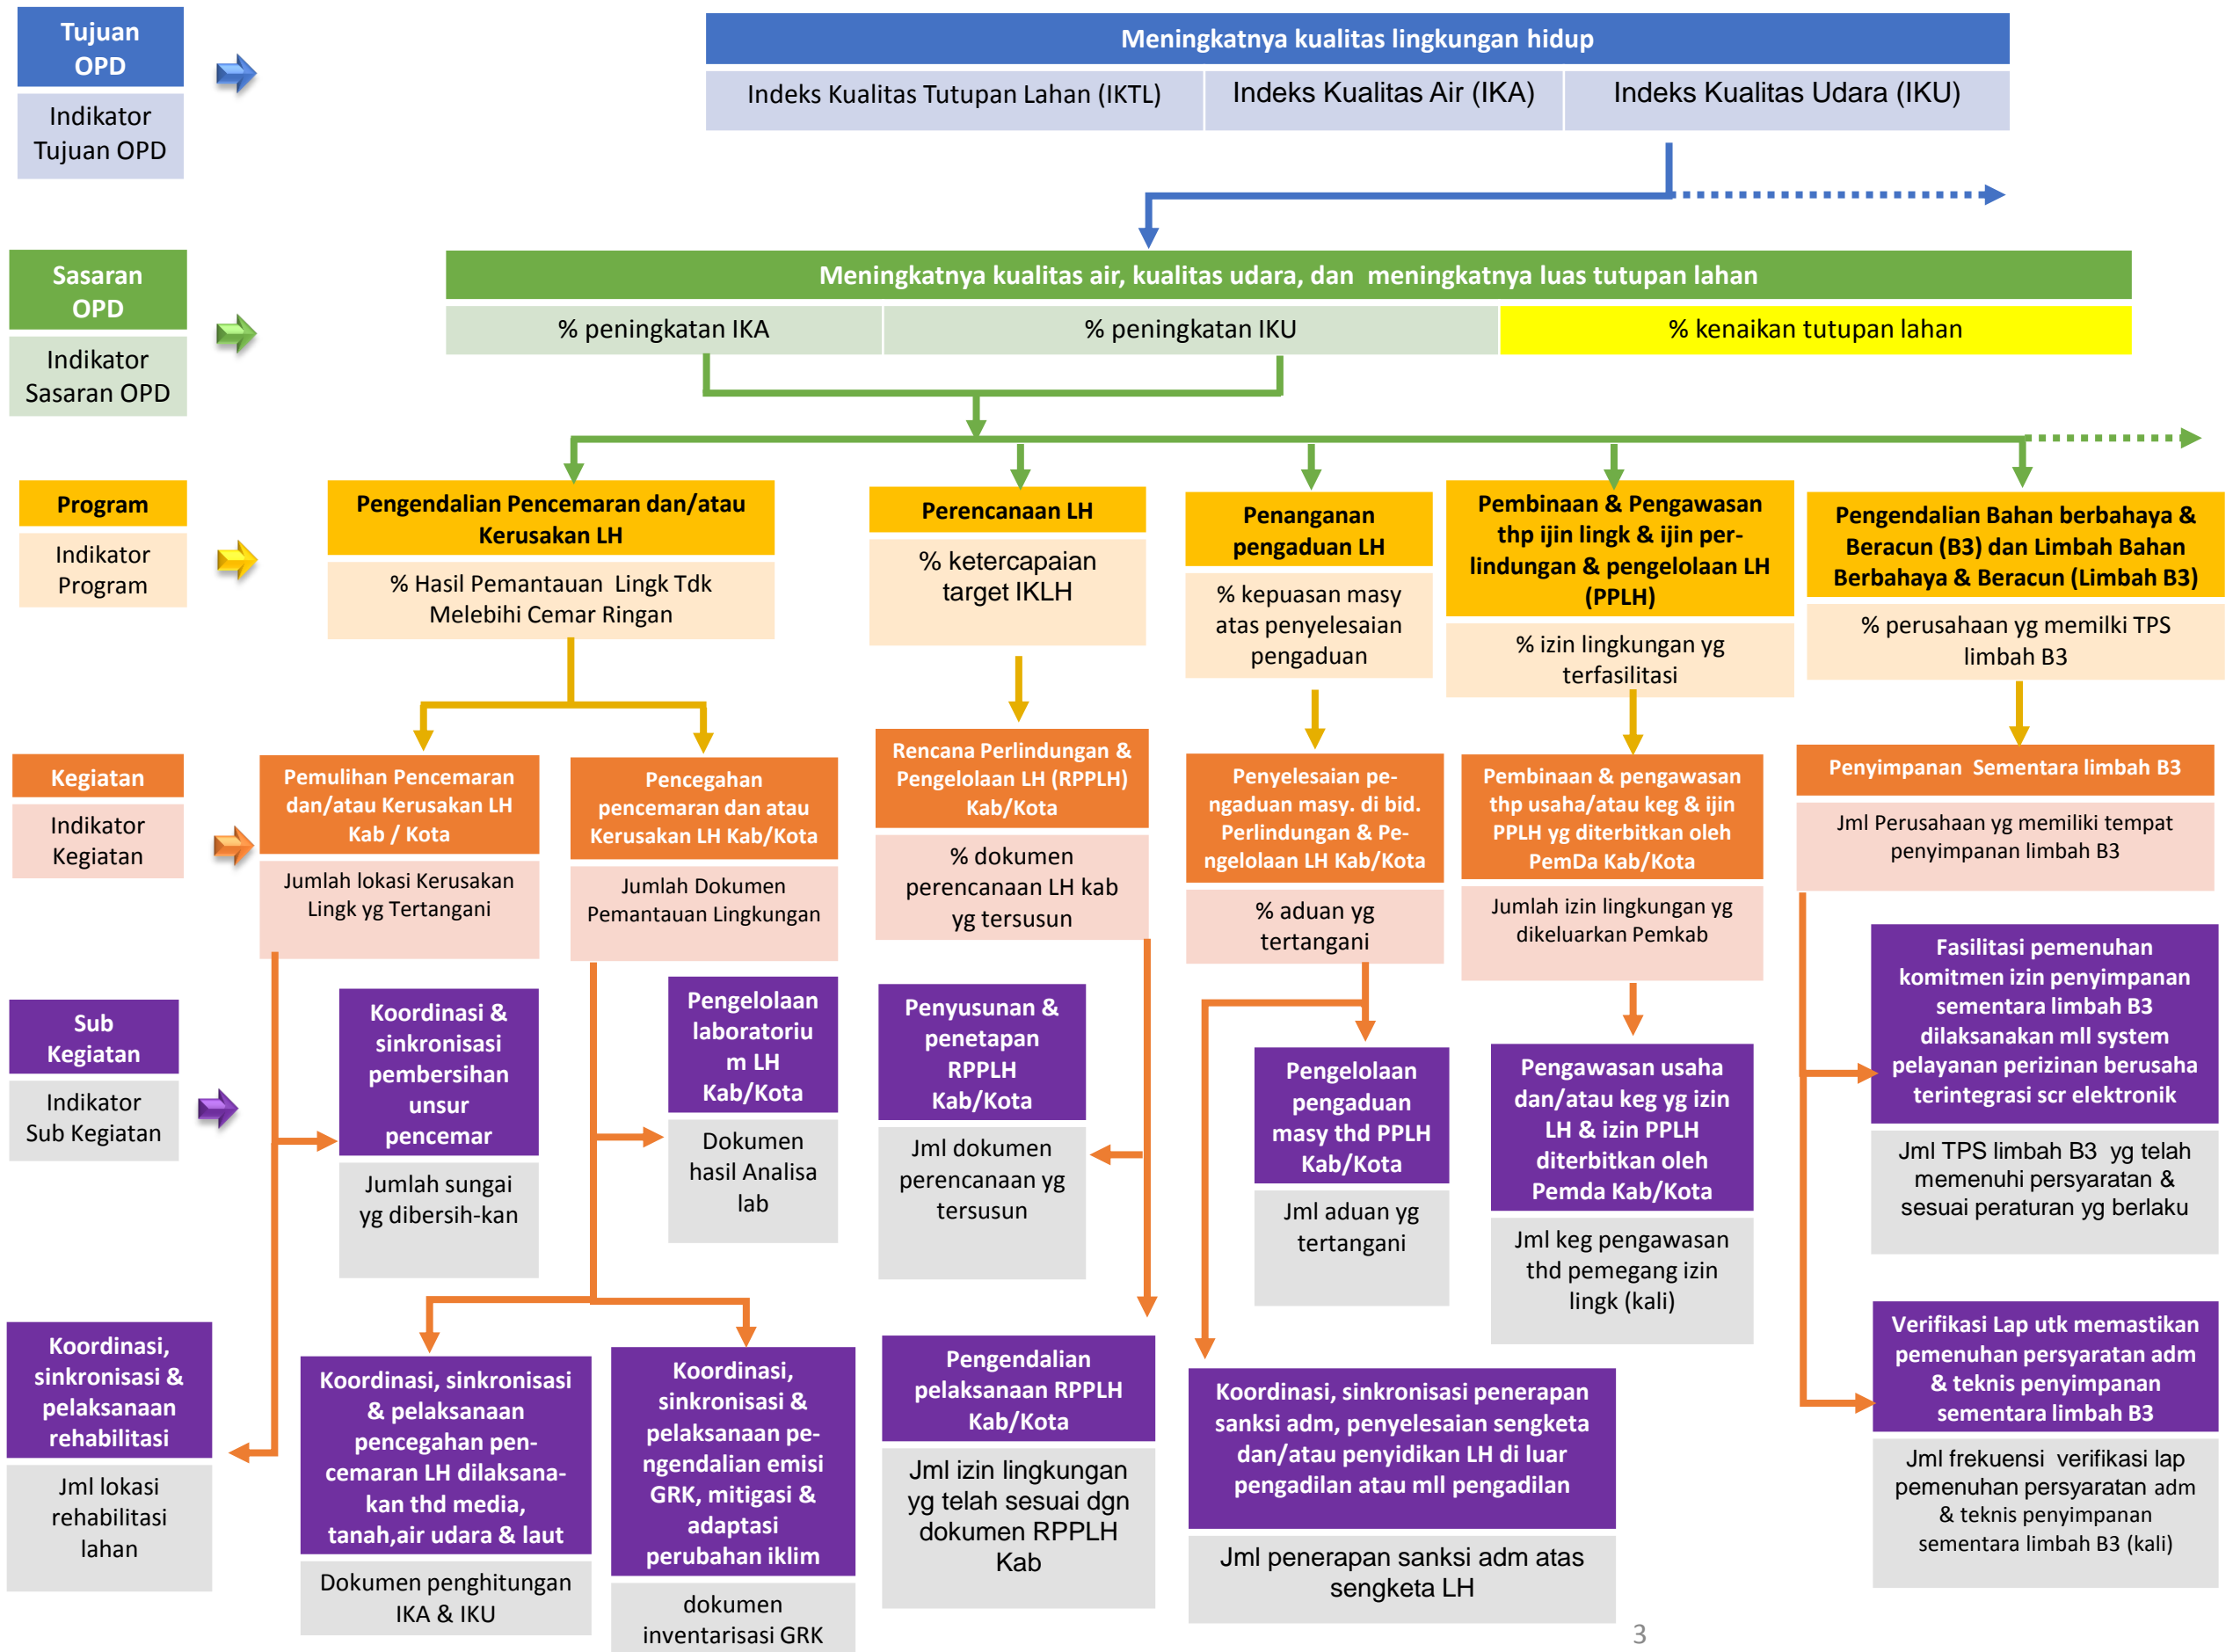 Tujuan
OPD
Indikator
Tujuan OPD
Meningkatnya kualitas lingkungan hidup
Indeks Kualitas Tutupan Lahan (IKTL)
Indeks Kualitas Air (IKA)
Indeks Kualitas Udara (IKU)
Sasaran
OPD
Indikator
Sasaran OPD
Meningkatnya kualitas air, kualitas udara, dan meningkatnya luas tutupan lahan
% peningkatan IKA
% peningkatan IKU
% kenaikan tutupan lahan
Program
Indikator
Program
Pengendalian Pencemaran dan/atau
Kerusakan LH
% Hasil Pemantauan Lingk Tdk
Melebihi Cemar Ringan
Perencanaan LH
% ketercapaian
target IKLH
Penanganan
pengaduan LH
% kepuasan masy
atas penyelesaian
pengaduan
Pembinaan & Pengawasan
thp ijin lingk & ijin per-
lindungan & pengelolaan LH
(PPLH)
% izin lingkungan yg
terfasilitasi
Pengendalian Bahan berbahaya &
Beracun (B3) dan Limbah Bahan
Berbahaya & Beracun (Limbah B3)
% perusahaan yg memilki TPS
limbah B3
Kegiatan
Indikator
Kegiatan
Pemulihan Pencemaran
dan/atau Kerusakan LH
Kab / Kota
Jumlah lokasi Kerusakan
Lingk yg Tertangani
Pencegahan
pencemaran dan atau
Kerusakan LH Kab/Kota
Jumlah Dokumen
Pemantauan Lingkungan
Rencana Perlindungan &
Pengelolaan LH (RPPLH)
Kab/Kota
% dokumen
perencanaan LH kab
yg tersusun
Penyelesaian pe-
ngaduan masy. di bid.
Perlindungan & Pe-
ngelolaan LH Kab/Kota
% aduan yg
tertangani
Pembinaan & pengawasan
thp usaha/atau keg & ijin
PPLH yg diterbitkan oleh
PemDa Kab/Kota
Jumlah izin lingkungan yg
dikeluarkan Pemkab
Penyimpanan Sementara limbah B3
Jml Perusahaan yg memiliki tempat
penyimpanan limbah B3
Sub
Kegiatan
Indikator
Sub Kegiatan
Koordinasi &
sinkronisasi
pembersihan
unsur
pencemar
Jumlah sungai
yg dibersih-kan
Pengelolaan
laboratoriu
m LH
Kab/Kota
Dokumen
hasil Analisa
lab
Penyusunan &
penetapan
RPPLH
Kab/Kota
Jml dokumen
perencanaan yg
tersusun
Pengelolaan
pengaduan
masy thd PPLH
Kab/Kota
Jml aduan yg
tertangani
Pengawasan usaha
dan/atau keg yg izin
LH & izin PPLH
diterbitkan oleh
Pemda Kab/Kota
Jml keg pengawasan
thd pemegang izin
lingk (kali)
Fasilitasi pemenuhan
komitmen izin penyimpanan
sementara limbah B3
dilaksanakan mll system
pelayanan perizinan berusaha
terintegrasi scr elektronik
Jml TPS limbah B3 yg telah
memenuhi persyaratan &
sesuai peraturan yg berlaku
Koordinasi,
sinkronisasi &
pelaksanaan
rehabilitasi
Jml lokasi
rehabilitasi
lahan
Koordinasi, sinkronisasi
& pelaksanaan
pencegahan pen-
cemaran LH dilaksana-
kan thd media,
tanah,air udara & laut
Dokumen penghitungan
IKA & IKU
Koordinasi,
sinkronisasi &
pelaksanaan pe-
ngendalian emisi
GRK, mitigasi &
adaptasi
perubahan iklim
dokumen
inventarisasi GRK
Pengendalian
pelaksanaan RPPLH
Kab/Kota
Jml izin lingkungan
yg telah sesuai dgn
dokumen RPPLH
Kab
Koordinasi, sinkronisasi penerapan
sanksi adm, penyelesaian sengketa
dan/atau penyidikan LH di luar
pengadilan atau mll pengadilan
Jml penerapan sanksi adm atas
sengketa LH
Verifikasi Lap utk memastikan
pemenuhan persyaratan adm
& teknis penyimpanan
sementara limbah B3
Jml frekuensi verifikasi lap
pemenuhan persyaratan adm
& teknis penyimpanan
sementara limbah B3 (kali)
3